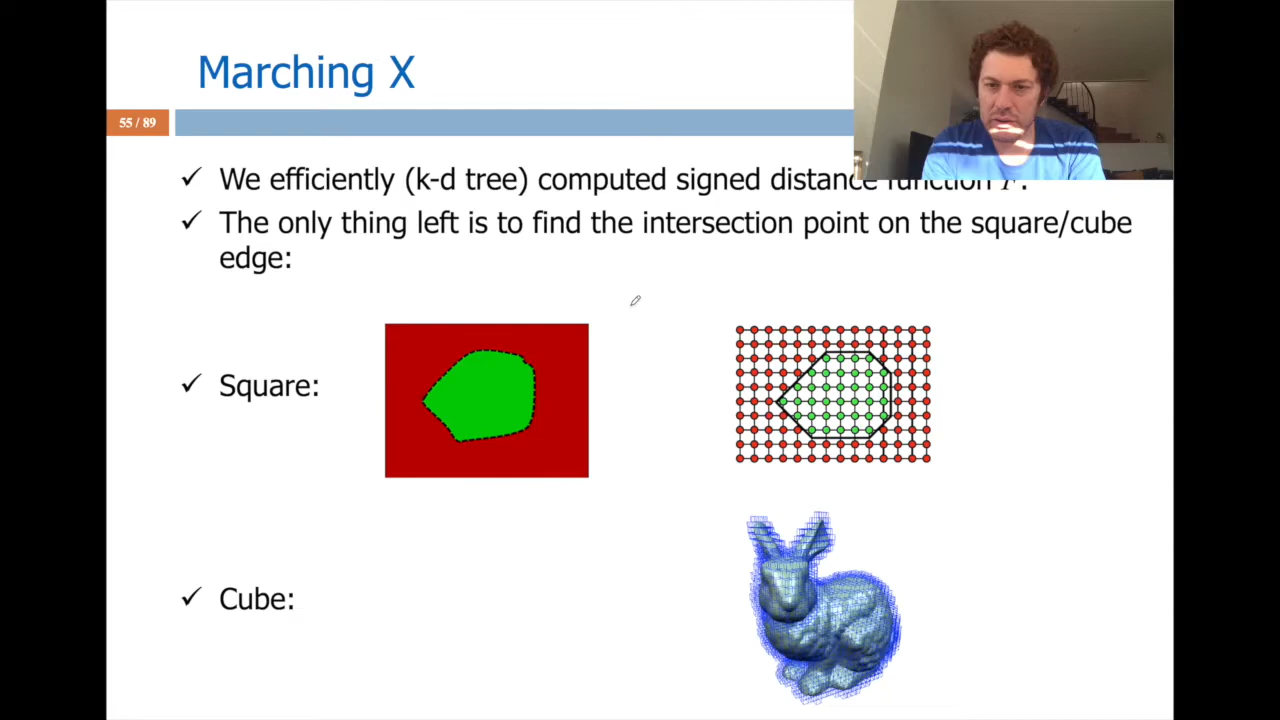 Marching X
55 / 89
✓ We efficiently (k-d tree) computed signed distance function F.
✓ The only thing left is to find the intersection point on the square/cube
edge:
✓ Square:
✓ Cube: